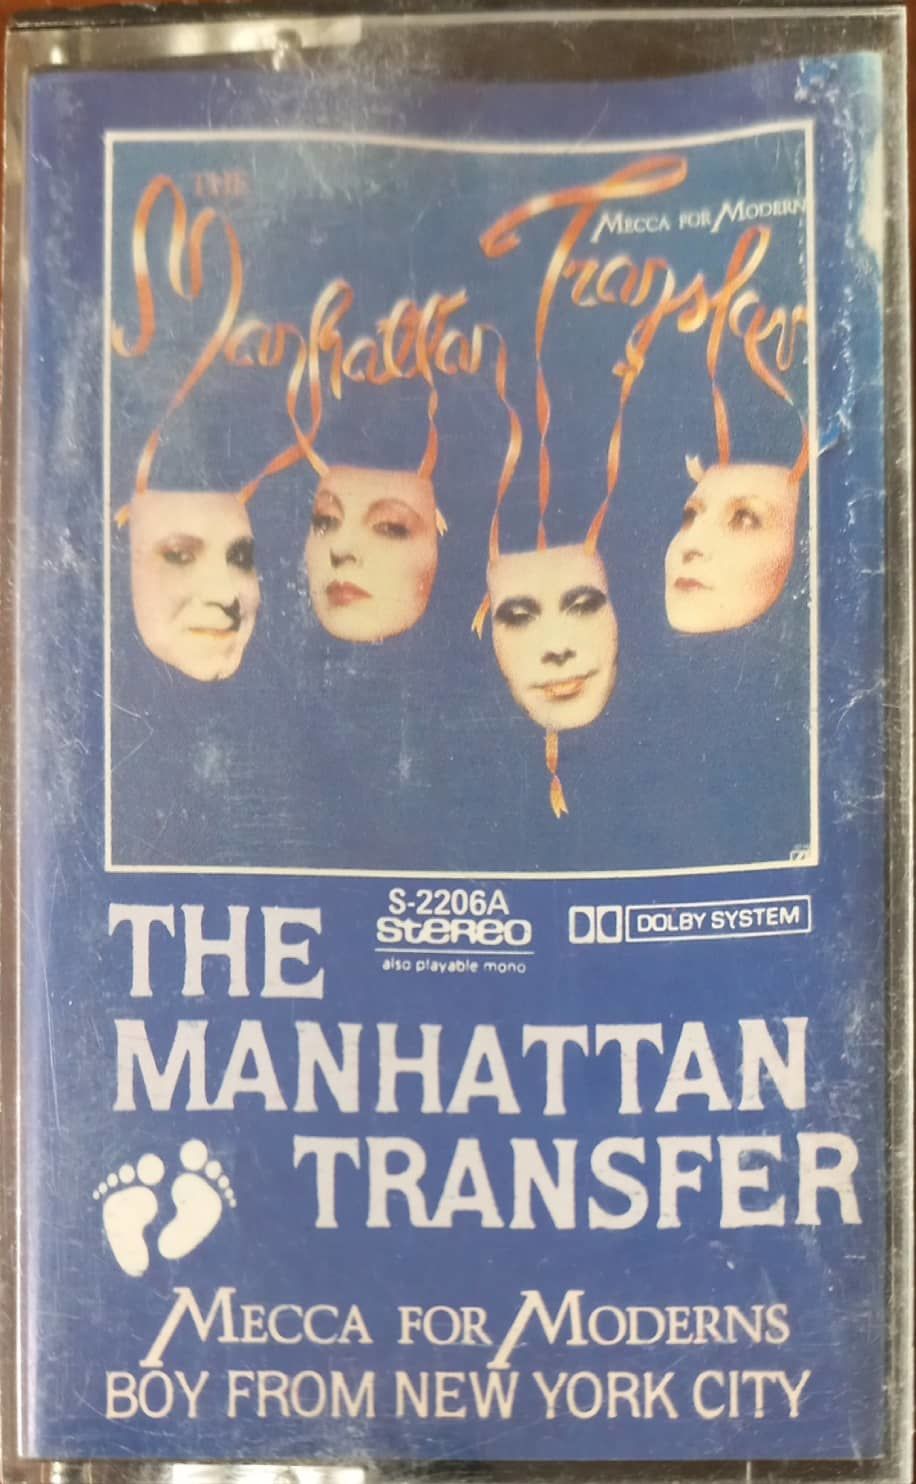 THE
Manhattan Transfer
MECCA FOR MODERN
S-2206A
stereo
also playable mono
DOLBY SYSTEM
THE
MANHATTAN
TRANSFER
MECCA FOR MODERNS
BOY FROM NEW YORK CITY